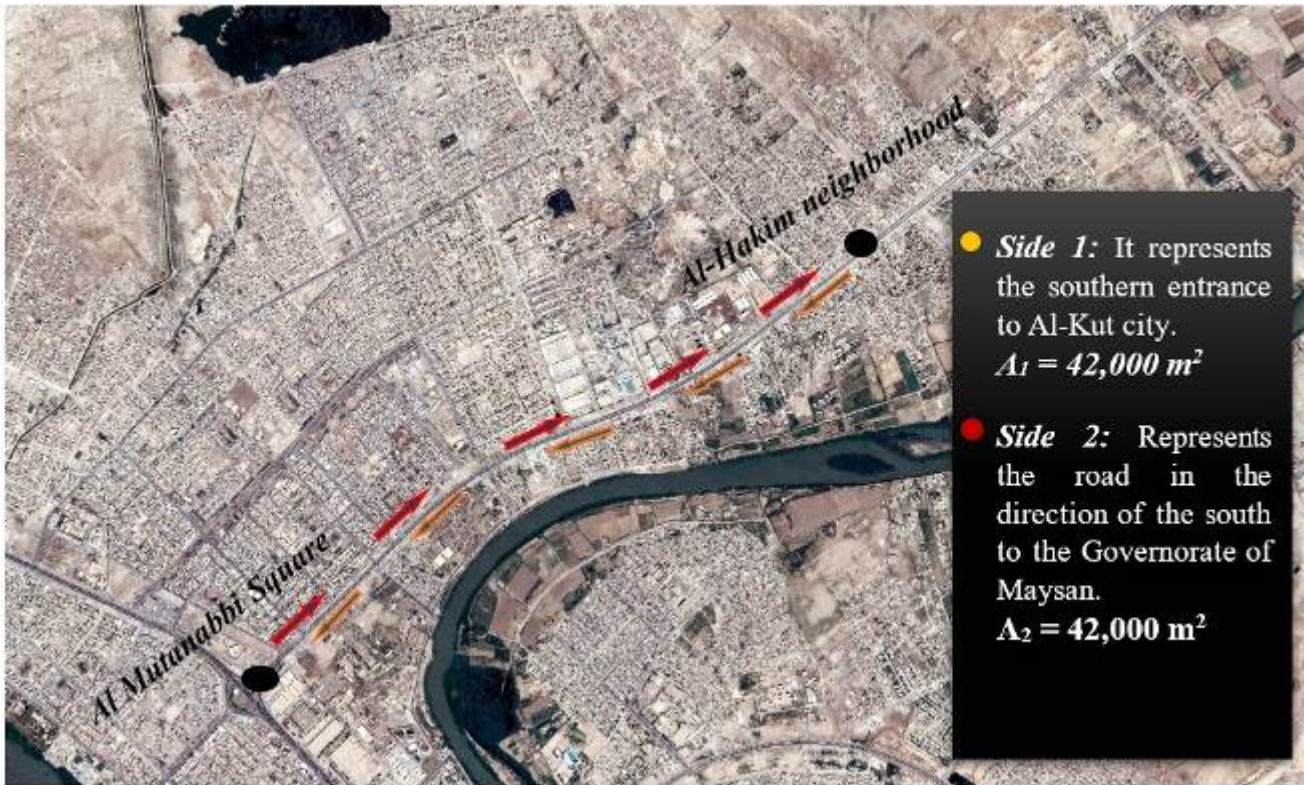 Al-Hakim neighborhood
Al Mutanabbi Square
Side 1: It represents
the southern entrance
to Al-Kut city.
A₁ = 42,000 m²
Side 2: Represents
the road in the
direction of the south
to the Governorate of
Maysan.
A₂ = 42,000 m²